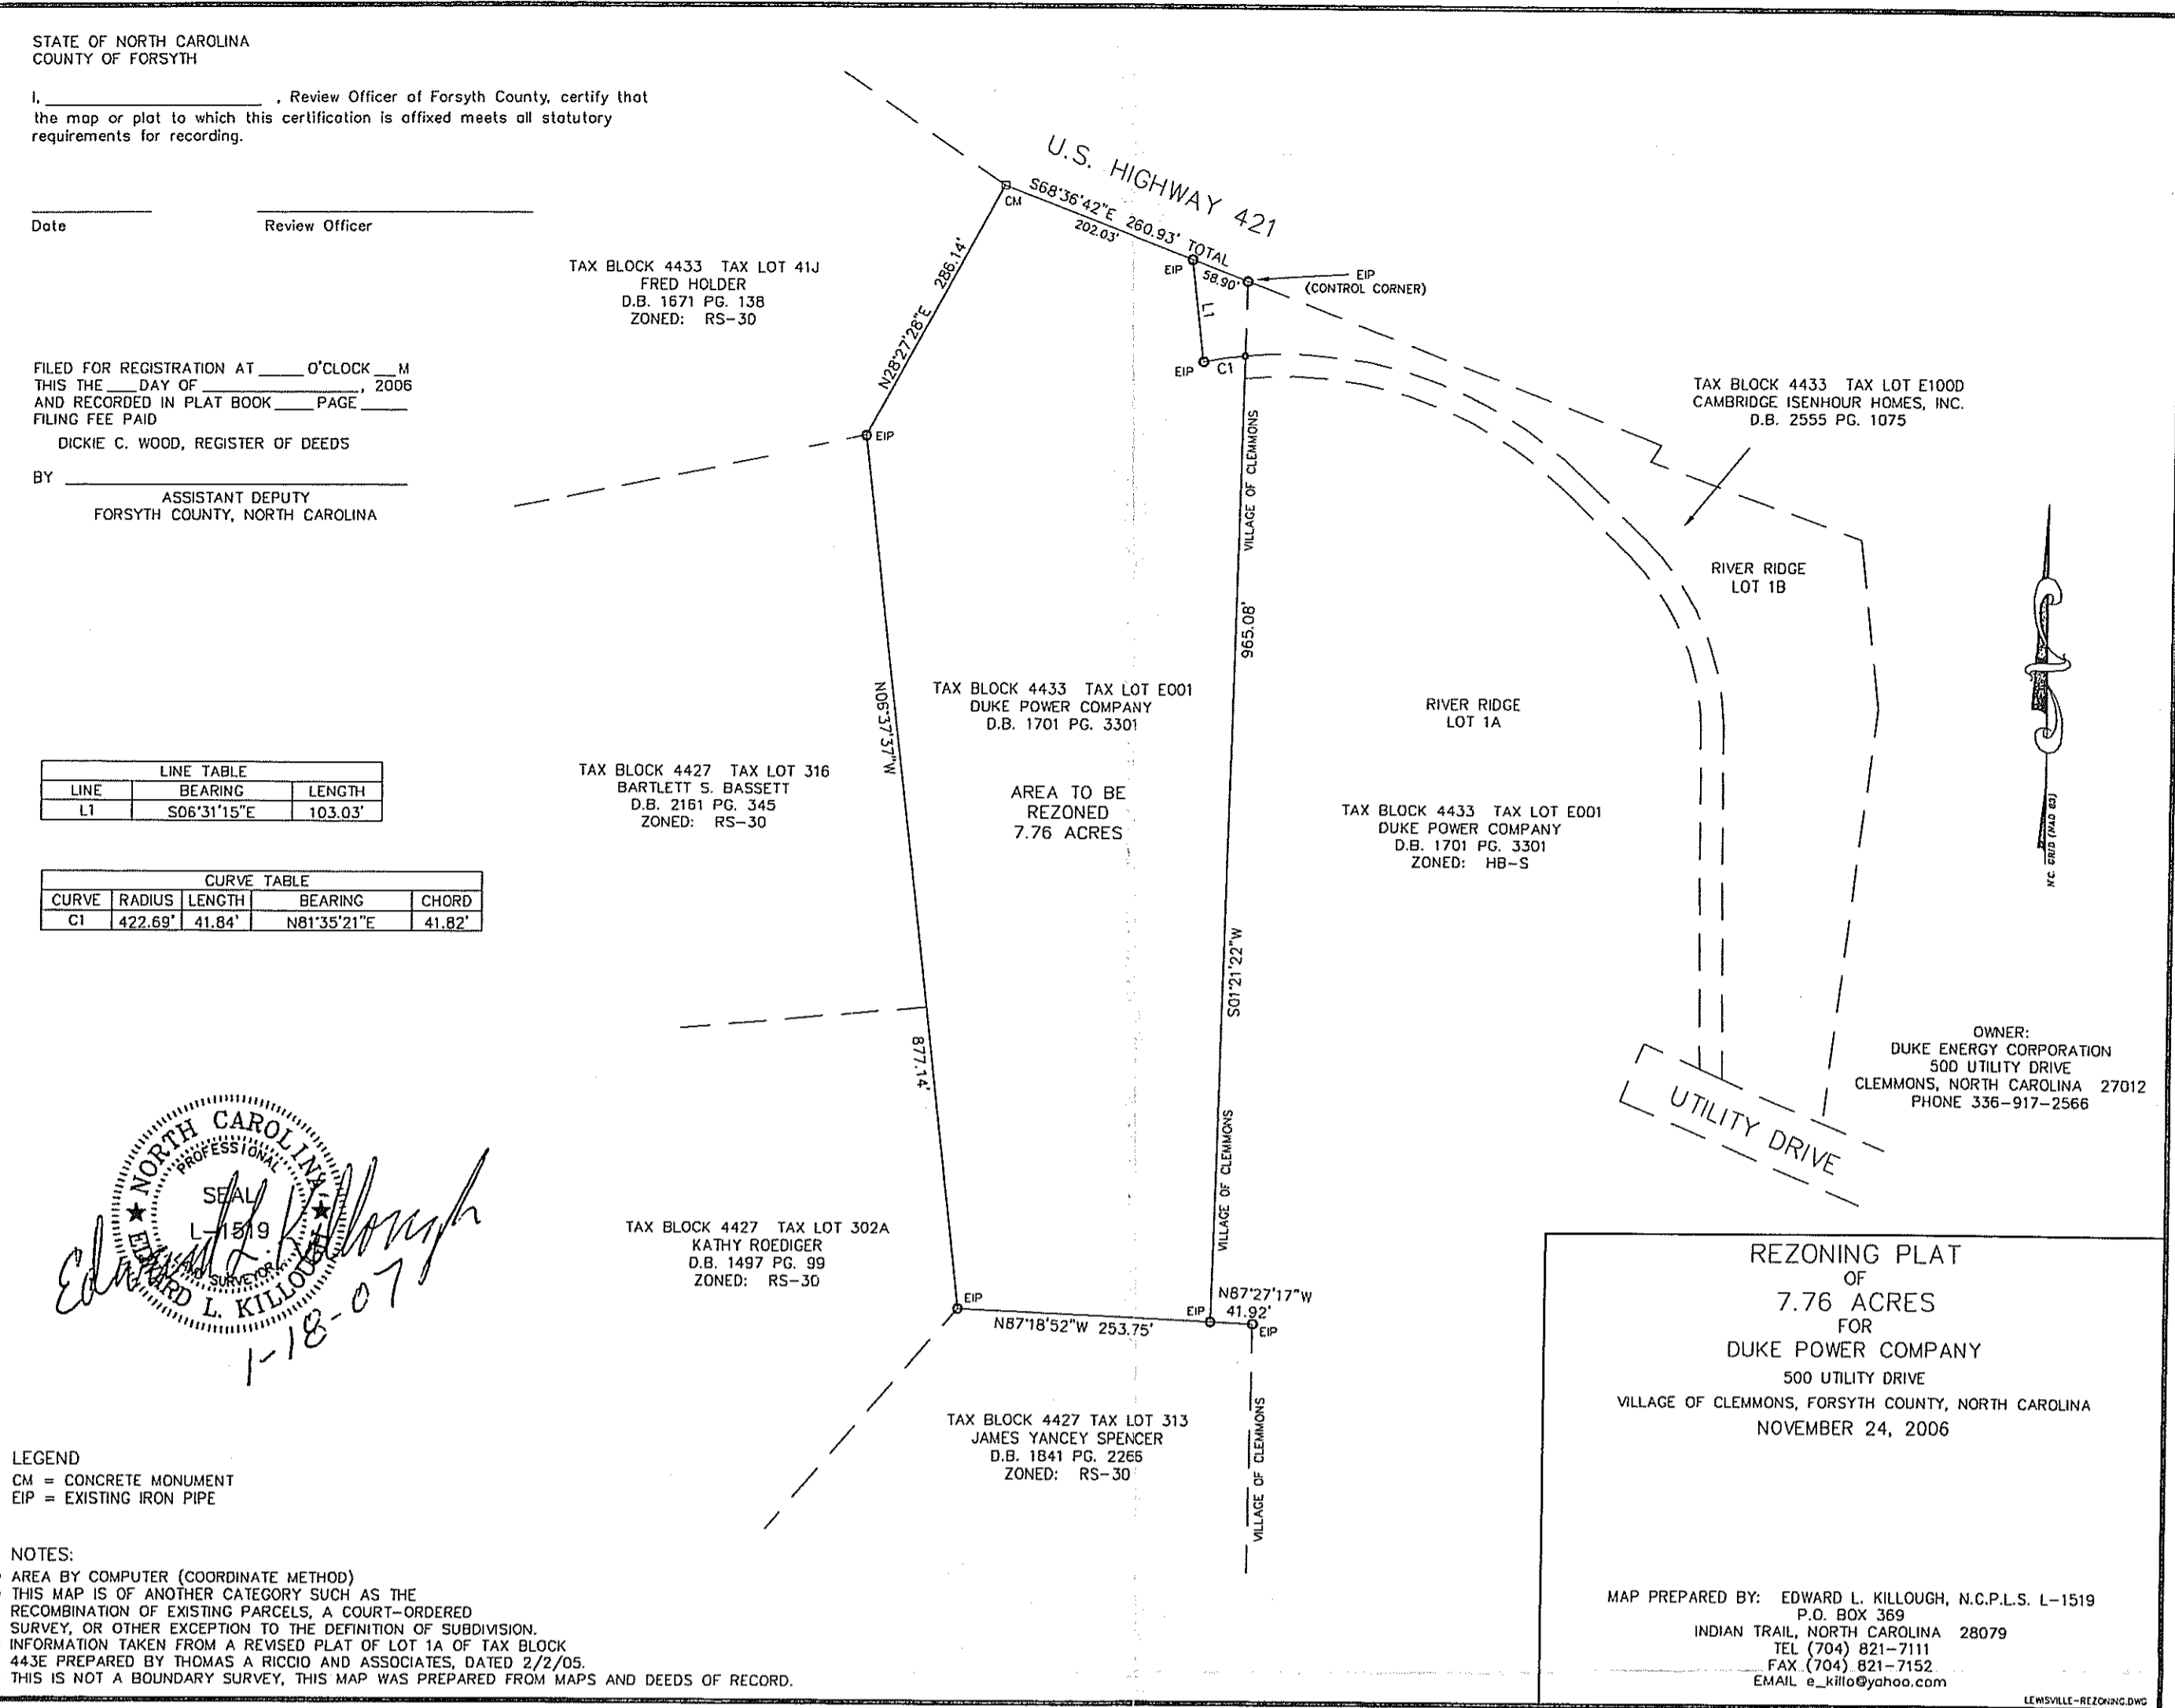 STATE OF NORTH CAROLINA
COUNTY OF FORSYTH
I, ____________________ , Review Officer of Forsyth County, certify that
the map or plat to which this certification is affixed meets all statutory
requirements for recording.
Date Review Officer
FILED FOR REGISTRATION AT _____ O'CLOCK ___M
THIS THE ___DAY OF ________________, 2006
AND RECORDED IN PLAT BOOK____PAGE_____
FILING FEE PAID
DICKIE C. WOOD, REGISTER OF DEEDS
BY ____________________
ASSISTANT DEPUTY
FORSYTH COUNTY, NORTH CAROLINA
LINE TABLE
LINE BEARING LENGTH
L1 S06°31'15"E 103.03'
CURVE TABLE
CURVE RADIUS LENGTH BEARING CHORD
C1 422.69' 41.84' N81°35'21"E 41.82'
NORTH CAROLINA
PROFESSIONAL
SEAL
L-1519
LAND SURVEYOR
EDWARD L. KILLOUGH
Edward L. Killough
1-18-07
LEGEND
CM = CONCRETE MONUMENT
EIP = EXISTING IRON PIPE
NOTES:
AREA BY COMPUTER (COORDINATE METHOD)
THIS MAP IS OF ANOTHER CATEGORY SUCH AS THE
RECOMBINATION OF EXISTING PARCELS, A COURT-ORDERED
SURVEY, OR OTHER EXCEPTION TO THE DEFINITION OF SUBDIVISION.
INFORMATION TAKEN FROM A REVISED PLAT OF LOT 1A OF TAX BLOCK
443E PREPARED BY THOMAS A RICCIO AND ASSOCIATES, DATED 2/2/05.
THIS IS NOT A BOUNDARY SURVEY, THIS MAP WAS PREPARED FROM MAPS AND DEEDS OF RECORD.
U.S. HIGHWAY 421
S68°36'42"E 260.93' TOTAL
202.03'
58.90'
CM
EIP
EIP
(CONTROL CORNER)
L1
EIP
C1
N28°27'28"E 286.14'
EIP
TAX BLOCK 4433 TAX LOT 41J
FRED HOLDER
D.B. 1671 PG. 138
ZONED: RS-30
TAX BLOCK 4433 TAX LOT E100D
CAMBRIDGE ISENHOUR HOMES, INC.
D.B. 2555 PG. 1075
RIVER RIDGE
LOT 1B
VILLAGE OF CLEMMONS
965.08'
S01°21'22"W
VILLAGE OF CLEMMONS
N06°37'37"W
877.14'
TAX BLOCK 4433 TAX LOT E001
DUKE POWER COMPANY
D.B. 1701 PG. 3301
AREA TO BE
REZONED
7.76 ACRES
TAX BLOCK 4427 TAX LOT 316
BARTLETT S. BASSETT
D.B. 2161 PG. 345
ZONED: RS-30
RIVER RIDGE
LOT 1A
TAX BLOCK 4433 TAX LOT E001
DUKE POWER COMPANY
D.B. 1701 PG. 3301
ZONED: HB-S
N.C. GRID (NAD 83)
OWNER:
DUKE ENERGY CORPORATION
500 UTILITY DRIVE
CLEMMONS, NORTH CAROLINA 27012
PHONE 336-917-2566
UTILITY DRIVE
TAX BLOCK 4427 TAX LOT 302A
KATHY ROEDIGER
D.B. 1497 PG. 99
ZONED: RS-30
EIP
N87°18'52"W 253.75'
EIP
N87°27'17"W
41.92'
EIP
TAX BLOCK 4427 TAX LOT 313
JAMES YANCEY SPENCER
D.B. 1841 PG. 2265
ZONED: RS-30
VILLAGE OF CLEMMONS
REZONING PLAT
OF
7.76 ACRES
FOR
DUKE POWER COMPANY
500 UTILITY DRIVE
VILLAGE OF CLEMMONS, FORSYTH COUNTY, NORTH CAROLINA
NOVEMBER 24, 2006
MAP PREPARED BY: EDWARD L. KILLOUGH, N.C.P.L.S. L-1519
P.O. BOX 369
INDIAN TRAIL, NORTH CAROLINA 28079
TEL (704) 821-7111
FAX (704) 821-7152
EMAIL e_killo@yahoo.com
LEWISVILLE-REZONING.DWG